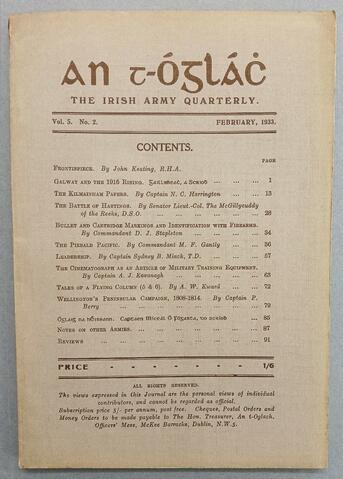 An t-Óglác
THE IRISH ARMY QUARTERLY.
Vol. 5. No. 2. FEBRUARY, 1933.
CONTENTS.
PAGE
FRONTISPIECE. By John Keating, R.H.A.
GALWAY AND THE 1916 RISING. ... ... ... 1
THE KILMAINHAM PAPERS. By Captain N. C. Harrington ... ... 13
THE BATTLE OF HASTINGS. By Senator Lieut.-Col. The McGillycuddy
of the Reeks, D.S.O. ... ... ... ... ... 28
BULLET AND CARTRIDGE MARKINGS AND IDENTIFICATION WITH FIREARMS.
By Commandant D. J. Stapleton ... ... ... ... 34
THE PIEBALD PACIFIC. By Commandant M. F. Gantly ... ... 56
LEADERSHIP. By Captain Sydney B. Minch, T.D. ... ... ... 57
THE CINEMATOGRAPH AS AN ARTICLE OF MILITARY TRAINING EQUIPMENT.
By Captain A. J. Kavanagh ... ... ... ... 63
TALES OF A FLYING COLUMN (5 & 6). By A. W. Kward ... ... 72
WELLINGTON'S PENINSULAR CAMPAIGN, 1808-1814. By Captain P.
Berry ... ... ... ... ... ... ... 79
... ... 85
NOTES ON OTHER ARMIES. ... ... ... ... ... 87
REVIEWS ... ... ... ... ... ... ... 91
PRICE - - - - - - - 1/6
ALL RIGHTS RESERVED.
The views expressed in this Journal are the personal views of individual
contributors, and cannot be regarded as official.
Subscription price 5/- per annum, post free. Cheques, Postal Orders and
Money Orders to be made payable to The Hon. Treasurer, An t-Oglach,
Officers' Mess, McKee Barracks, Dublin, N.W.5.